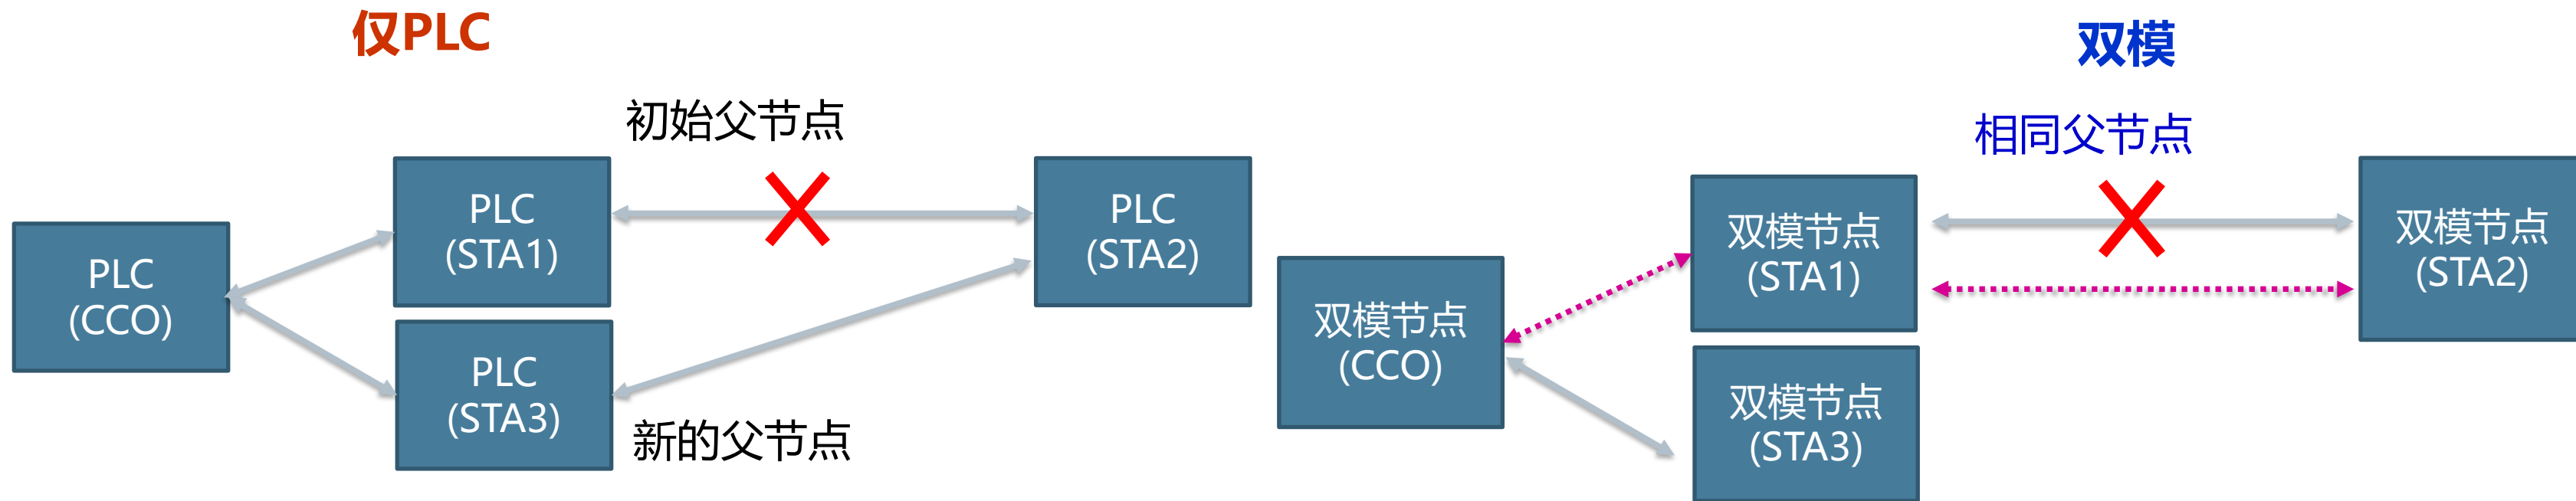 仅PLC
初始父节点
PLC
(CCO)
PLC
(STA1)
PLC
(STA3)
PLC
(STA2)
新的父节点
双模
相同父节点
双模节点
(CCO)
双模节点
(STA1)
双模节点
(STA3)
双模节点
(STA2)